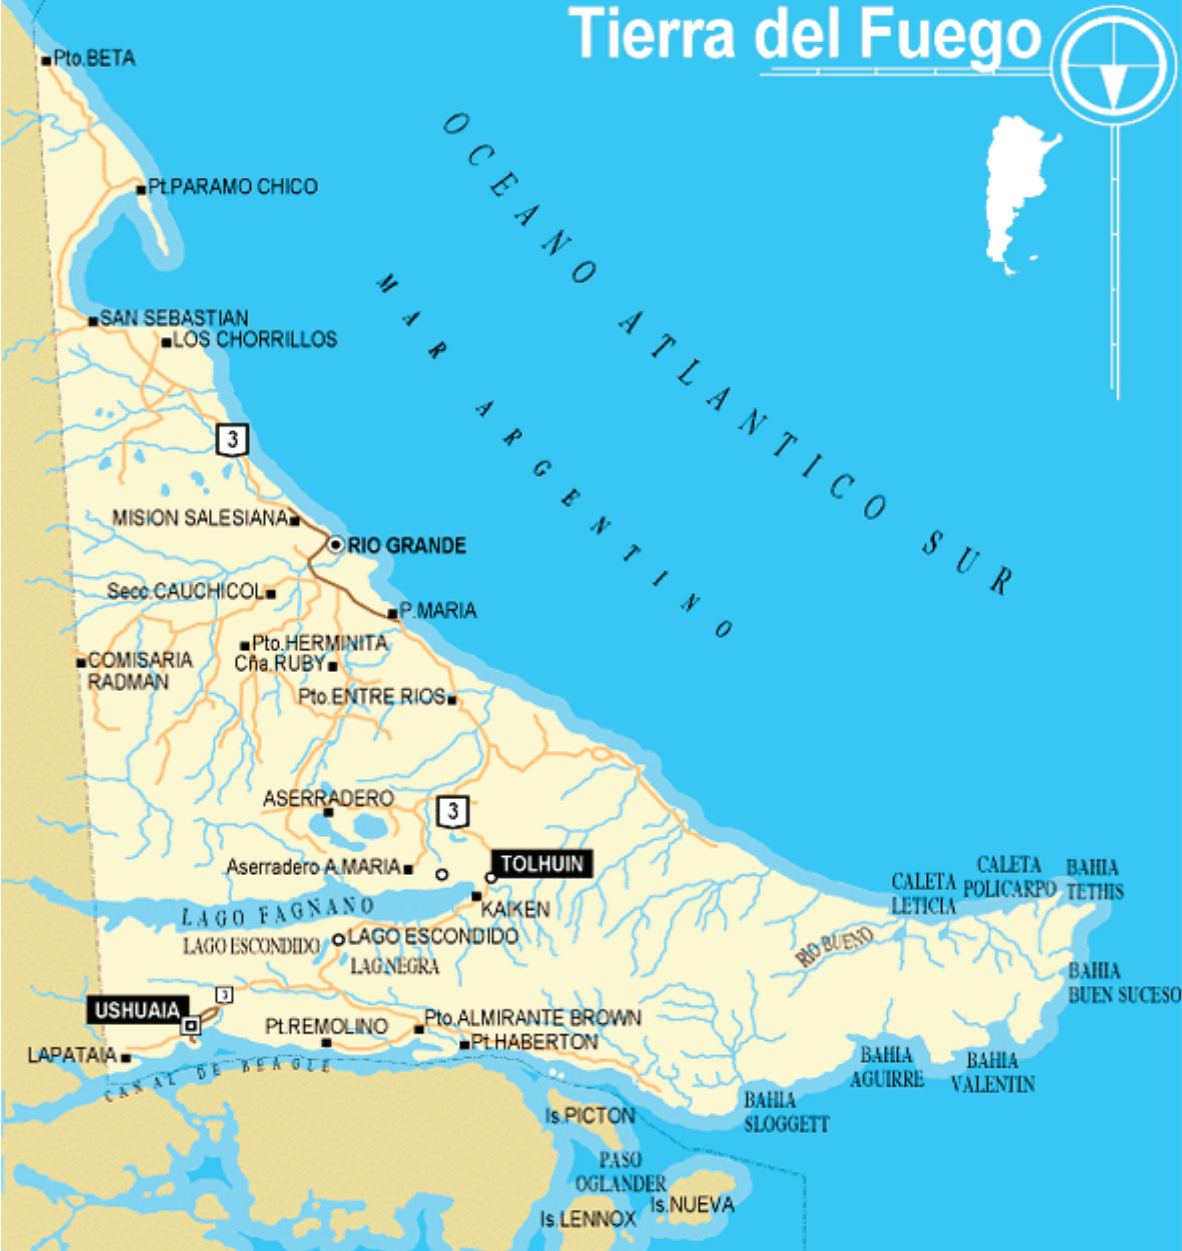 Tierra del Fuego
Pto.BETA
OCEANO ATLANTICO SUR
Pt.PARAMO CHICO
MAR ARGENTINO
SAN SEBASTIAN
LOS CHORRILLOS
3
MISION SALESIANA
RIO GRANDE
Secc.CAUCHICOL
P.MARIA
Pto.HERMINITA
COMISARIA
RADMAN
Cña.RUBY
Pto.ENTRE RIOS
ASERRADERO
3
TOLHUIN
Aserradero A.MARIA
CALETA
POLICARPO
BAHIA
TETHIS
CALETA
LETICIA
KAIKEN
LAGO FAGNANO
LAGO ESCONDIDO
LAGO ESCONDIDO
RIO BUENO
LAG.NEGRA
BAHIA
BUEN SUCESO
3
USHUAIA
Pto.ALMIRANTE BROWN
Pt.REMOLINO
Pt.HABERTON
LAPATAIA
CANAL DE BEAGLE
BAHIA
AGUIRRE
BAHIA
VALENTIN
BAHIA
SLOGGETT
Is.PICTON
PASO
OGLANDER
Is.NUEVA
Is.LENNOX